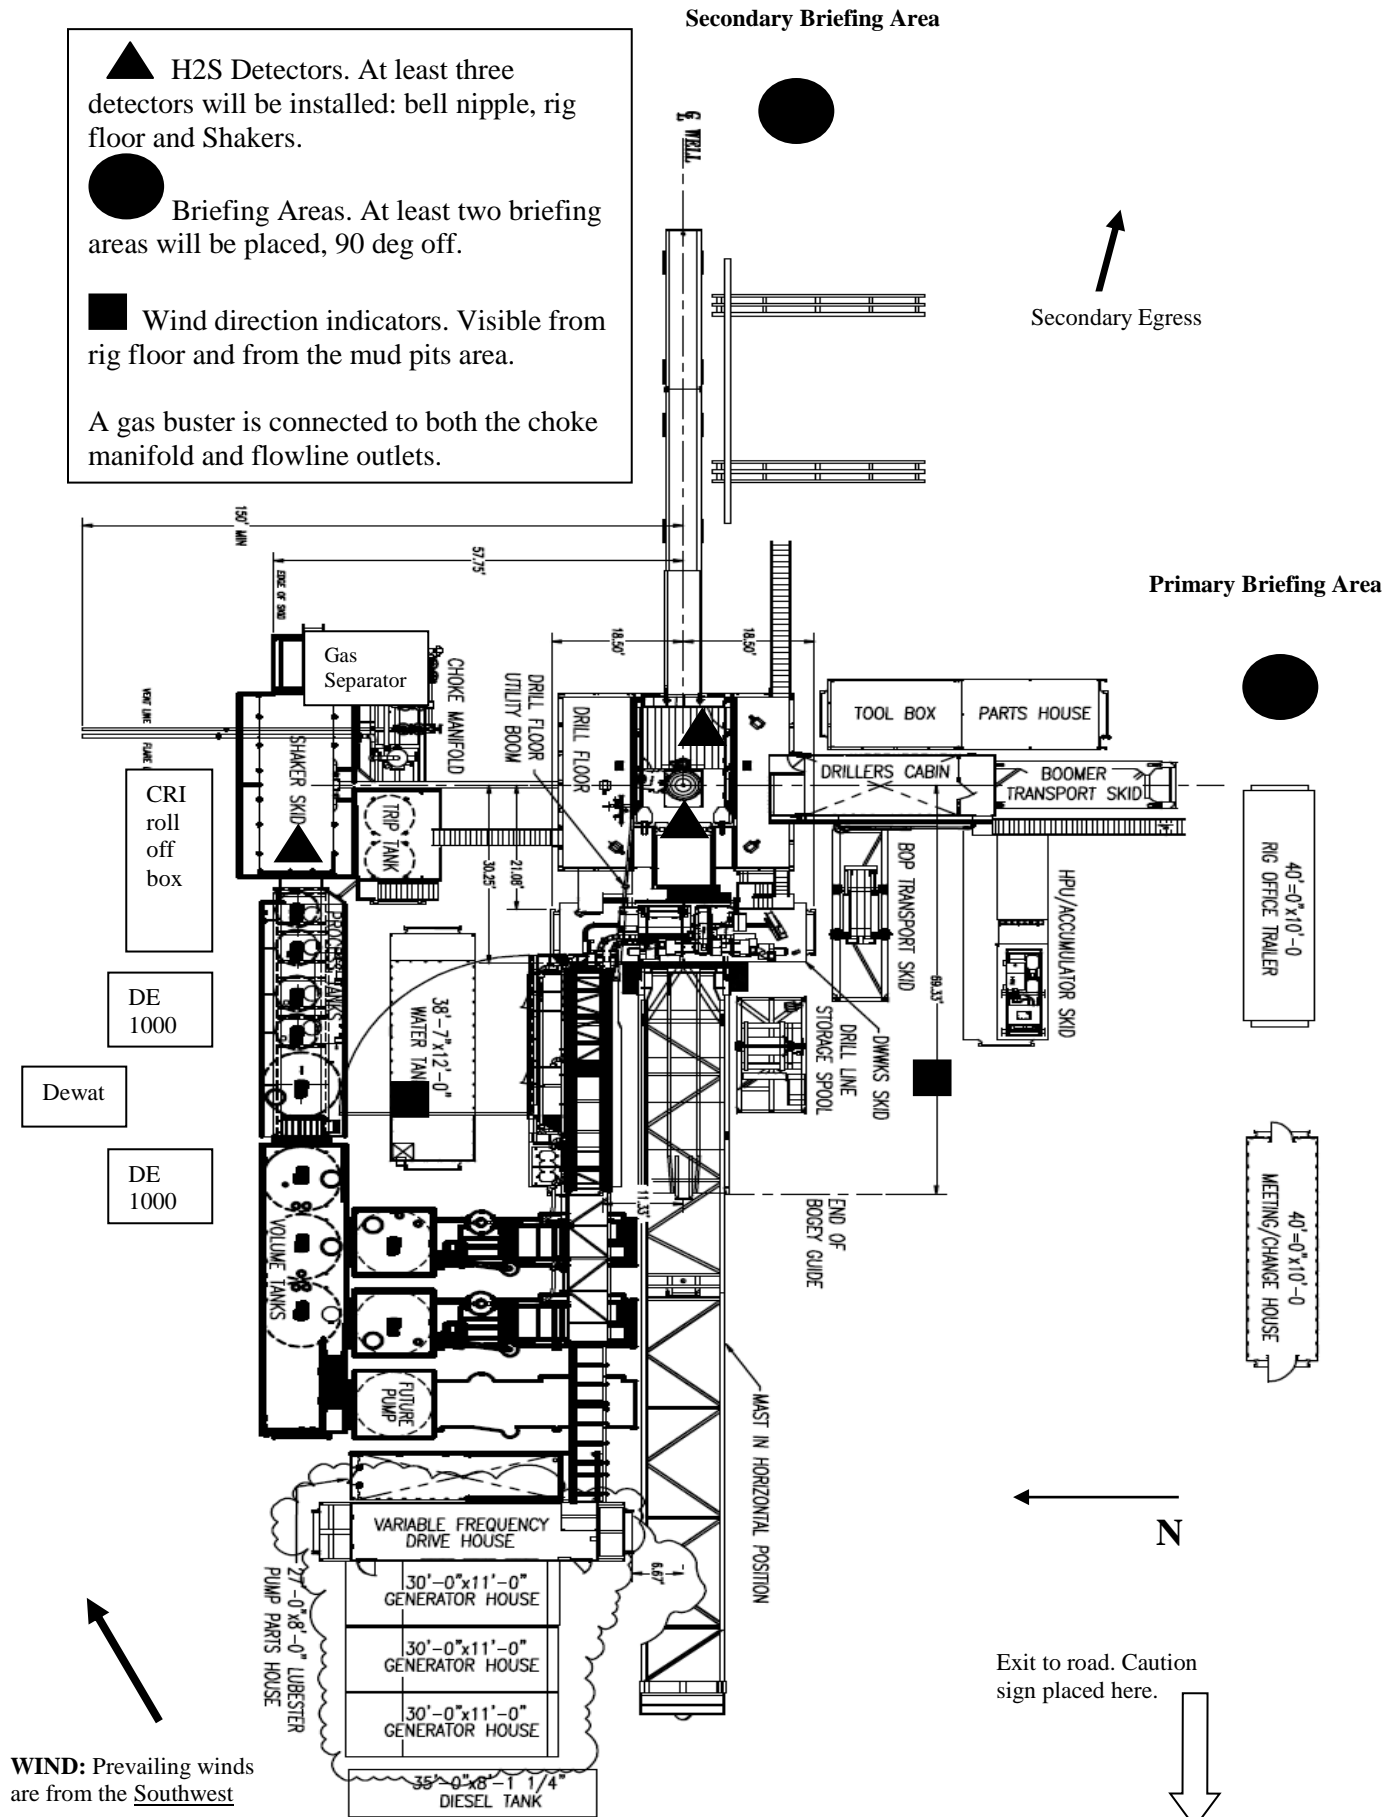 Secondary Briefing Area
H2S Detectors. At least three
detectors will be installed: bell nipple, rig
floor and Shakers.
Briefing Areas. At least two briefing
areas will be placed, 90 deg off.
Wind direction indicators. Visible from
rig floor and from the mud pits area.
A gas buster is connected to both the choke
manifold and flowline outlets.
℄ WELL
Secondary Egress
150' MIN
57.75'
EDGE OF SKID
Primary Briefing Area
18.50'
18.50'
Gas
Separator
CHOKE MANIFOLD
DRILL FLOOR
UTILITY BOOM
DRILL FLOOR
TOOL BOX
PARTS HOUSE
VENT LINE
FLARE
SHAKER SKID
CRI
roll
off
box
TRIP TANK
DRILLERS CABIN
BOOMER
TRANSPORT SKID
30.25'
21.08'
BOP TRANSPORT SKID
HPU/ACCUMULATOR SKID
40'=0"x10'-0
RIG OFFICE TRAILER
PROCESS TANKS
69.33'
DE
1000
38'-7"x12'-0"
WATER TAN
DRILL LINE
STORAGE SPOOL
DWWKS SKID
Dewat
DE
1000
11.33'
END OF
BOGEY GUIDE
40'=0"x10'-0
MEETING/CHANGE HOUSE
VOLUME TANKS
FUTURE
PUMP
MAST IN HORIZONTAL POSITION
N
VARIABLE FREQUENCY
DRIVE HOUSE
6.67'
27'-0"x8'-0" LUBESTER
PUMP PARTS HOUSE
30'-0"x11'-0"
GENERATOR HOUSE
30'-0"x11'-0"
GENERATOR HOUSE
30'-0"x11'-0"
GENERATOR HOUSE
Exit to road. Caution
sign placed here.
WIND: Prevailing winds
are from the Southwest
35'-0"x8'-1 1/4"
DIESEL TANK